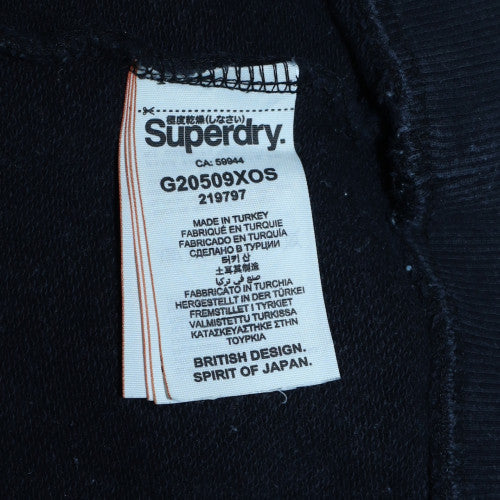 極度乾燥(しなさい)
Superdry.
CA: 59944
G20509XOS
219797
MADE IN TURKEY
FABRIQUÉ EN TURQUIE
FABRICADO EN TURQUÍA
СДЕЛАНО В ТУРЦИИ
터키 산
土耳其制造
صنع في تركيا
FABBRICATO IN TURCHIA
HERGESTELLT IN DER TÜRKEI
FREMSTILLET I TYRKIET
VALMISTETTU TURKISSA
ΚΑΤΑΣΚΕΥΑΣΤΗΚΕ ΣΤΗΝ
ΤΟΥΡΚΙΑ
BRITISH DESIGN.
SPIRIT OF JAPAN.